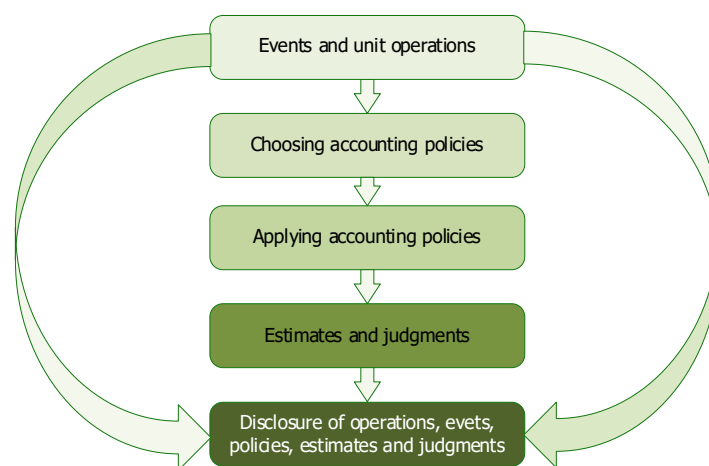 Events and unit operations
Choosing accounting policies
Applying accounting policies
Estimates and judgments
Disclosure of operations, evets,
policies, estimates and judgments